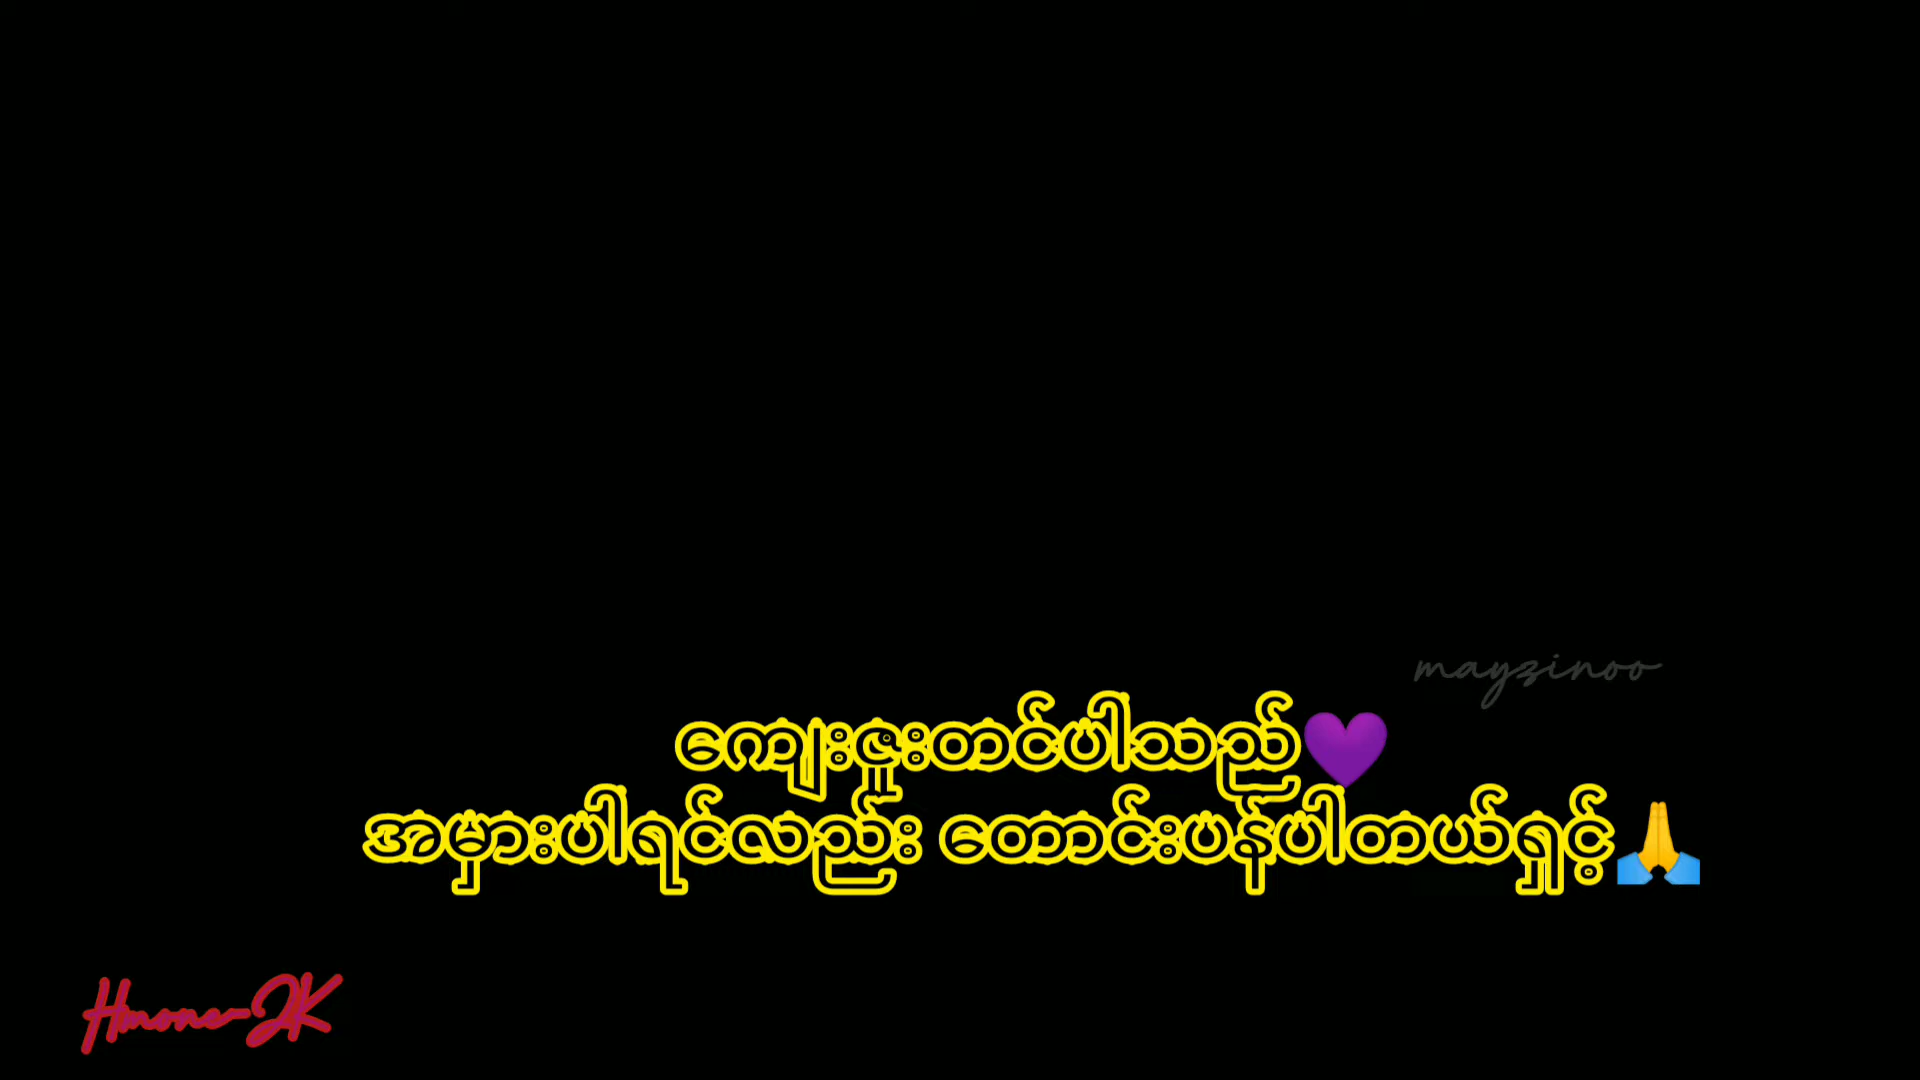 mayzinoo
ကျေးဇူးတင်ပါသည်💜
အမှားပါရင်လည်း တောင်းပန်ပါတယ်ရှင့်🙏
Hmone-JK